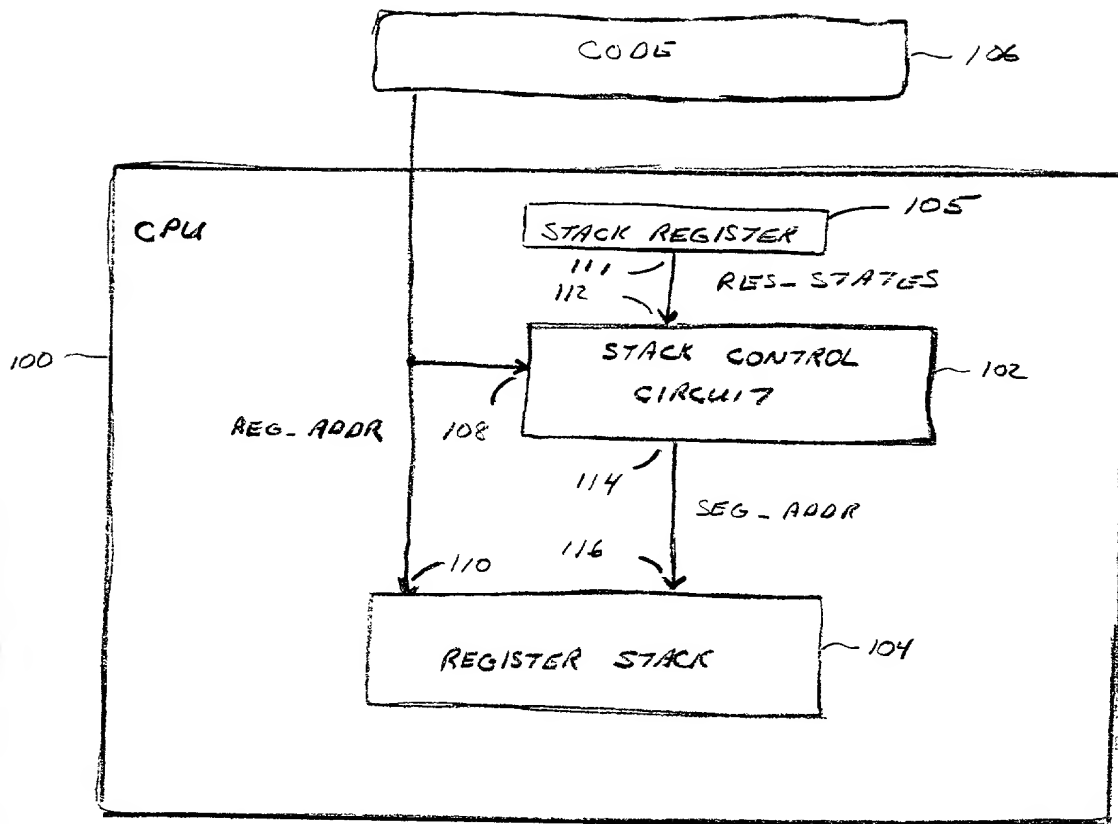 CODE
106
CPU
STACK REGISTER
105
111
RES_STATES
112
100
STACK CONTROL
CIRCUIT
102
REG_ADDR
108
114
SEG_ADDR
110
116
REGISTER STACK
104